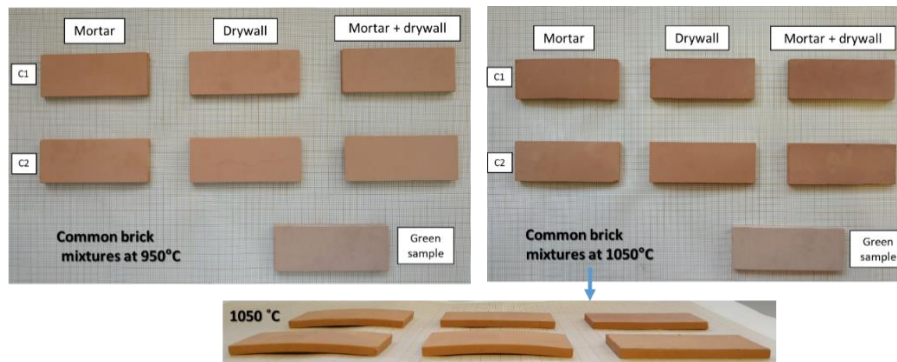 Mortar
Drywall
Mortar + drywall
C1
C2
Common brick
mixtures at 950°C
Green
sample
Mortar
Drywall
Mortar + drywall
C1
C2
Common brick
mixtures at 1050°C
Green
sample
1050 °C